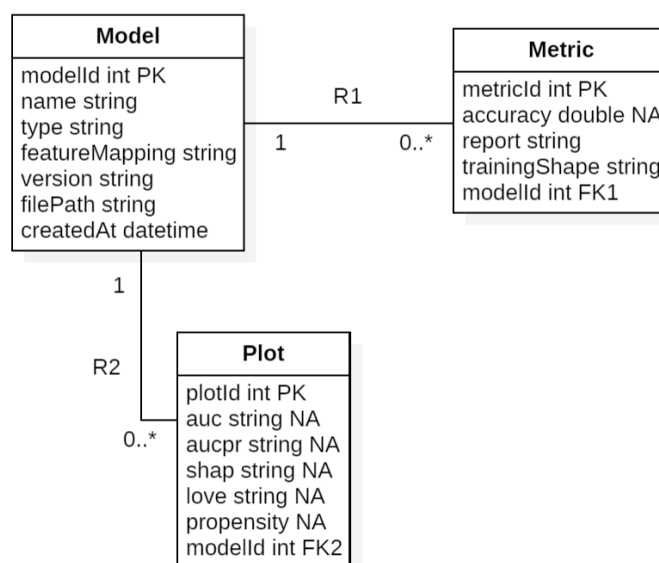 Model
modelId int PK
name string
type string
featureMapping string
version string
filePath string
createdAt datetime
R1
1
0..*
Metric
metricId int PK
accuracy double NA
report string
trainingShape string
modelId int FK1
1
R2
0..*
Plot
plotId int PK
auc string NA
aucpr string NA
shap string NA
love string NA
propensity NA
modelId int FK2